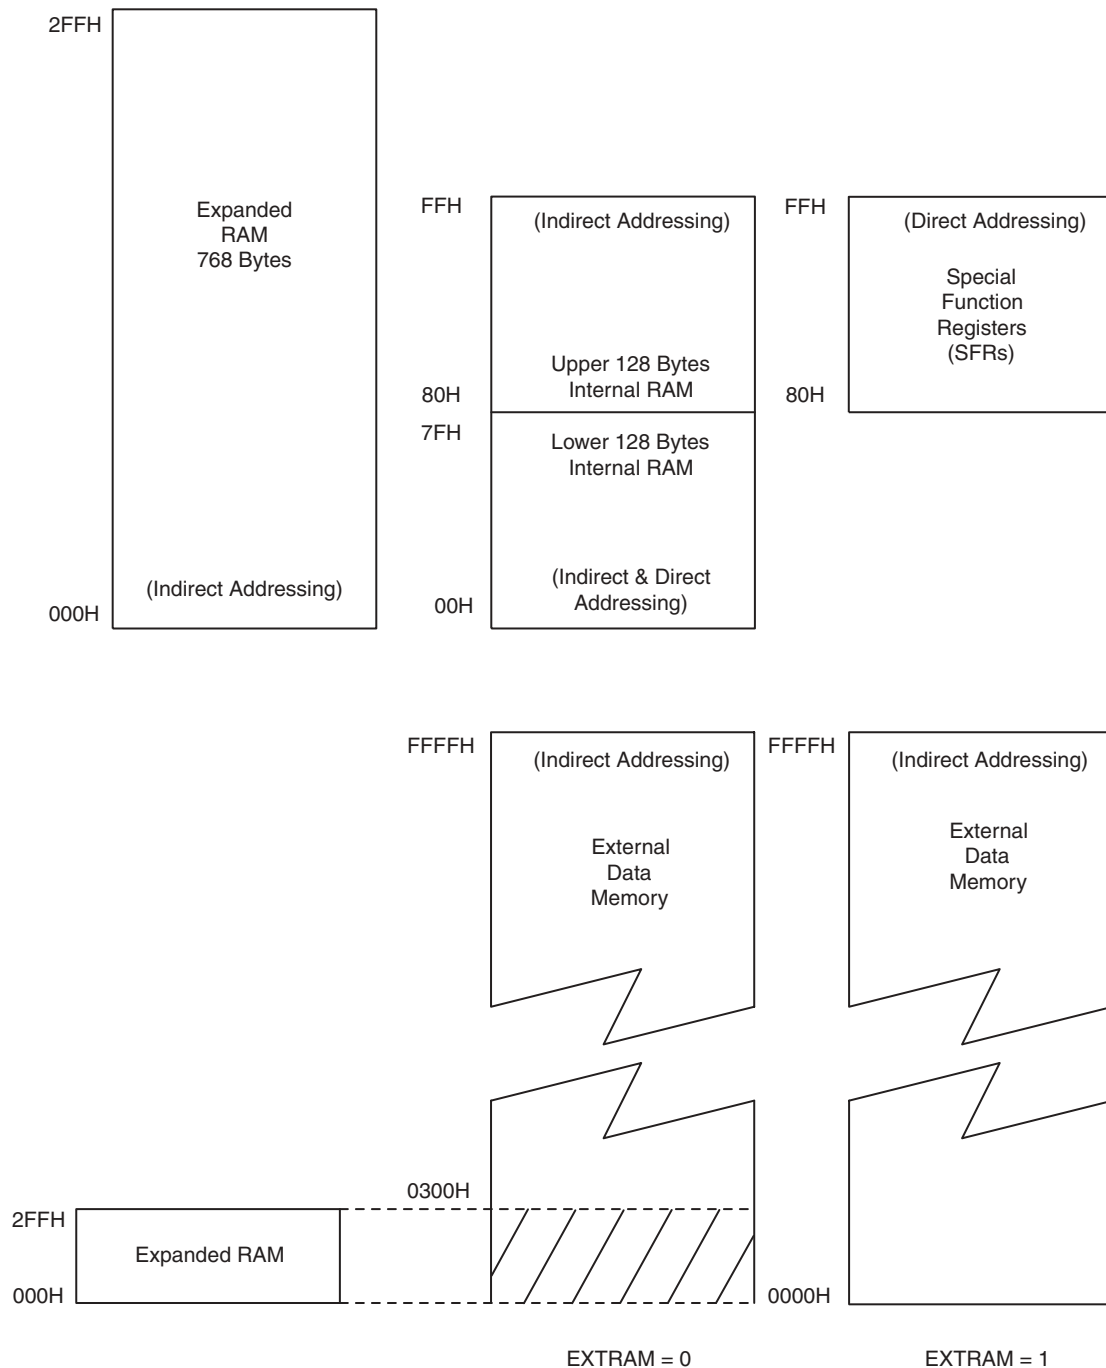 2FFH
Expanded
RAM
768 Bytes
(Indirect Addressing)
000H
FFH
(Indirect Addressing)
Upper 128 Bytes
Internal RAM
80H
7FH
Lower 128 Bytes
Internal RAM
(Indirect & Direct
Addressing)
00H
FFH
(Direct Addressing)
Special
Function
Registers
(SFRs)
80H
FFFFH
(Indirect Addressing)
External
Data
Memory
FFFFH
(Indirect Addressing)
External
Data
Memory
0300H
2FFH
Expanded RAM
000H
0000H
EXTRAM = 0
EXTRAM = 1